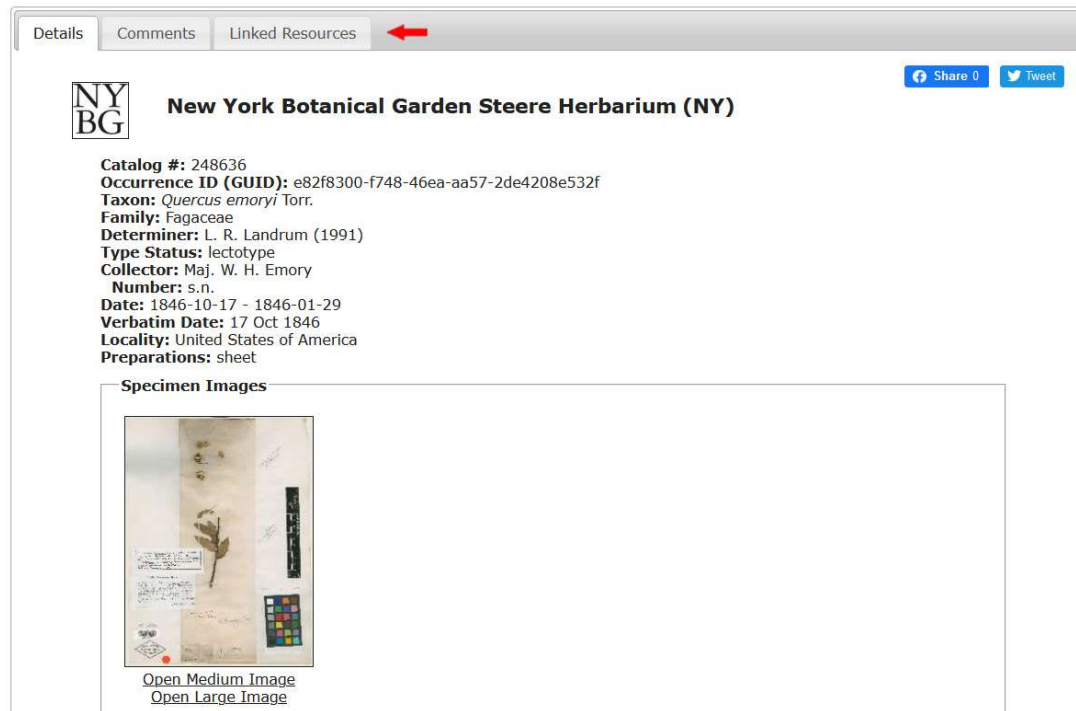 Details Comments Linked Resources
Share 0 Tweet
NY
BG
New York Botanical Garden Steere Herbarium (NY)
Catalog #: 248636
Occurrence ID (GUID): e82f8300-f748-46ea-aa57-2de4208e532f
Taxon: Quercus emoryi Torr.
Family: Fagaceae
Determiner: L. R. Landrum (1991)
Type Status: lectotype
Collector: Maj. W. H. Emory
Number: s.n.
Date: 1846-10-17 - 1846-01-29
Verbatim Date: 17 Oct 1846
Locality: United States of America
Preparations: sheet
Specimen Images
Open Medium Image
Open Large Image